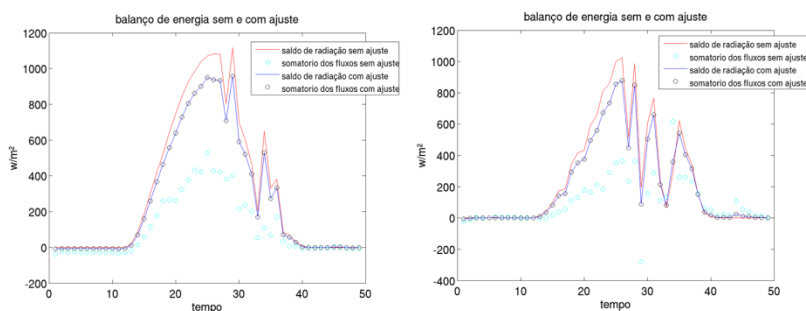 balanço de energia sem e com ajuste
1200
1000
800
600
400
200
0
-200
w/m²
0
10
20
30
40
50
tempo
saldo de radiação sem ajuste
somatorio dos fluxos sem ajuste
saldo de radiação com ajuste
somatorio dos fluxos com ajuste
balanço de energia sem e com ajuste
1200
1000
800
600
400
200
0
-200
-400
w/m²
0
10
20
30
40
50
tempo
saldo de radiação sem ajuste
somatorio dos fluxos sem ajuste
saldo de radiação com ajuste
somatorio dos fluxos com ajuste